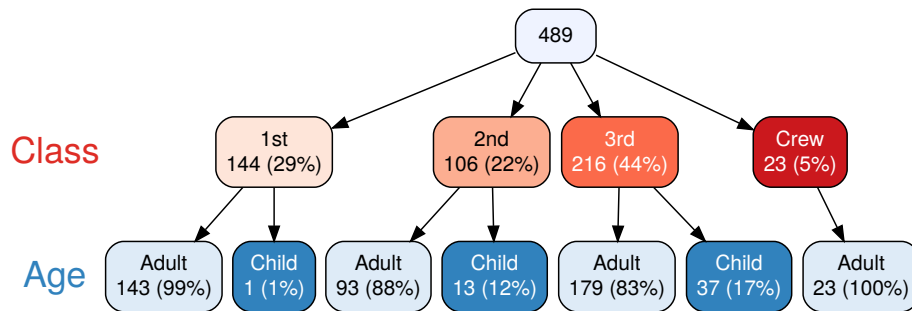 489
Class
1st
144 (29%)
2nd
106 (22%)
3rd
216 (44%)
Crew
23 (5%)
Age
Adult
143 (99%)
Child
1 (1%)
Adult
93 (88%)
Child
13 (12%)
Adult
179 (83%)
Child
37 (17%)
Adult
23 (100%)